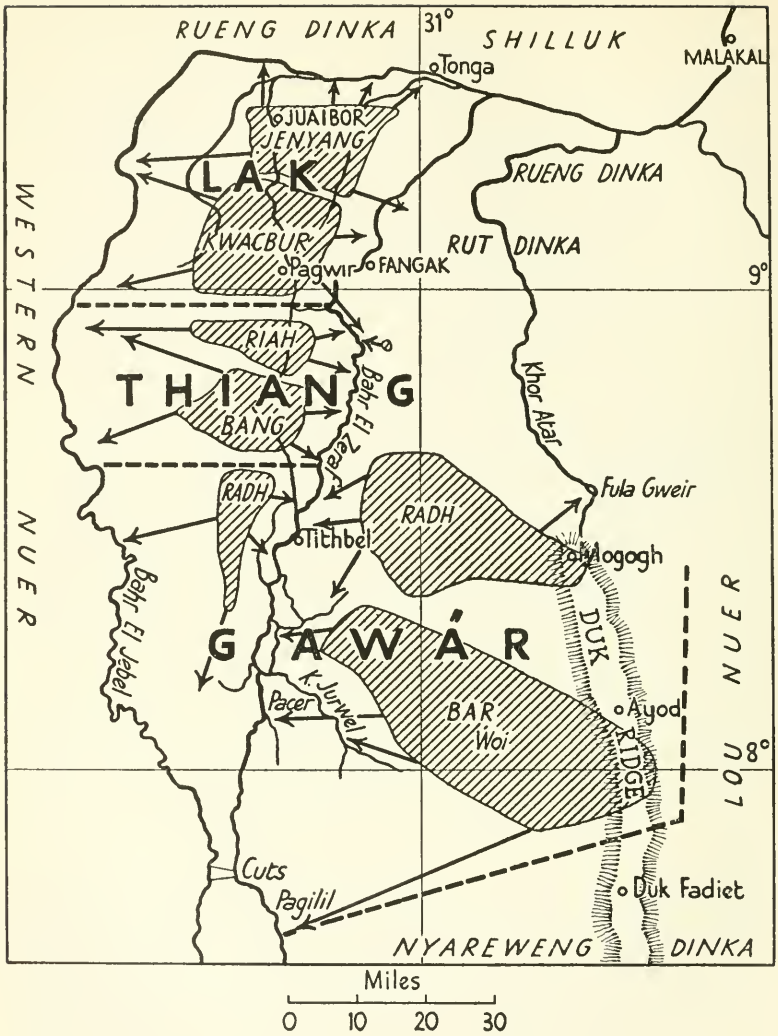 RUENG DINKA
31°
SHILLUK
MALAKAL
Tonga
JUAIBOR
JENYANG
LAK
RUENG DINKA
KWACBUR
RUT DINKA
Pagwir
FANGAK
9°
WESTERN NUER
RIAH
THIANG
BANG
Bahr El Zeraf
Khor Atar
RADH
RADH
Fula Gweir
Tithbel
Mogogh
Bahr El Jebel
DUK RIDGE
LOU NUER
GAWÁR
K. Jurwel
Pacer
BAR
Woi
Ayod
8°
Cuts
Pagilil
Duk Fadiet
NYAREWENG DINKA
Miles
0 10 20 30